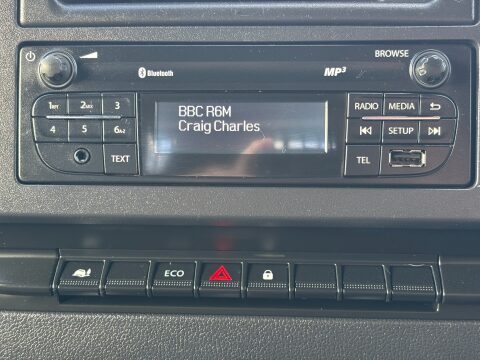 BROWSE
Bluetooth
MP3
BBC R6M
Craig Charles
1 2 3
4 5 6
TEXT
RADIO MEDIA
SETUP
TEL
ECO